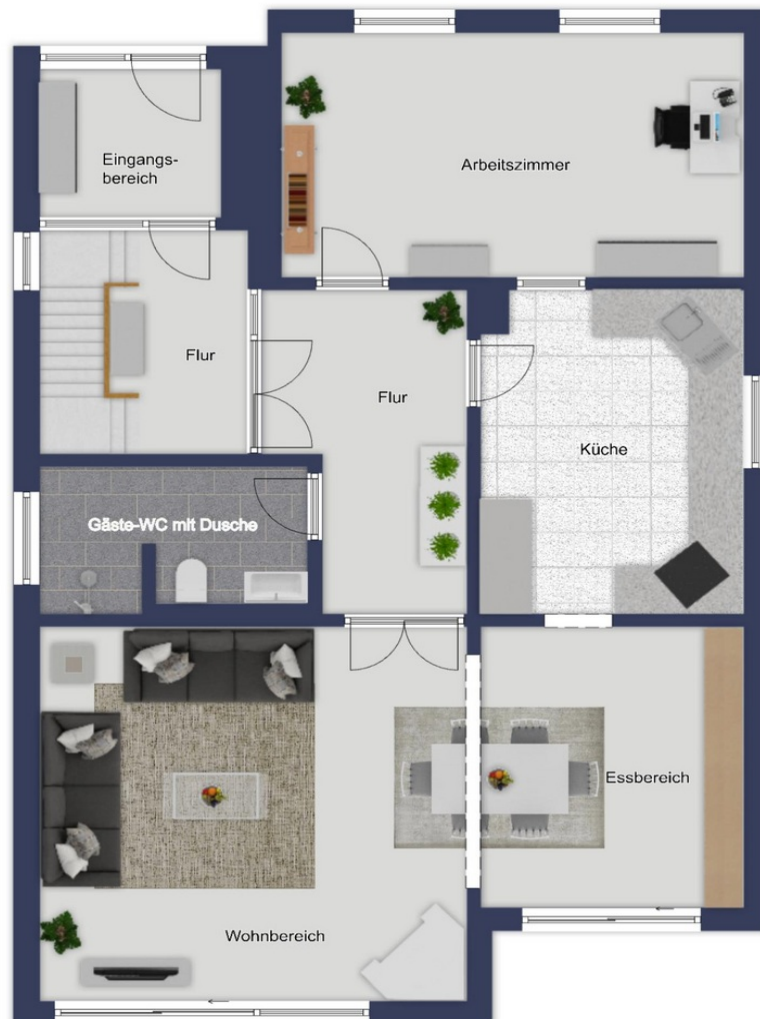 Eingangs-
bereich
Arbeitszimmer
Flur
Flur
Küche
Gäste-WC mit Dusche
Essbereich
Wohnbereich